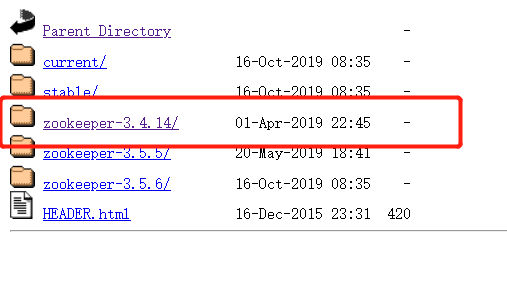 Parent Directory -
current/ 16-Oct-2019 08:35 -
stable/ 16-Oct-2019 08:35 -
zookeeper-3.4.14/ 01-Apr-2019 22:45 -
zookeeper-3.5.5/ 20-May-2019 18:41 -
zookeeper-3.5.6/ 16-Oct-2019 08:35 -
HEADER.html 16-Dec-2015 23:31 420